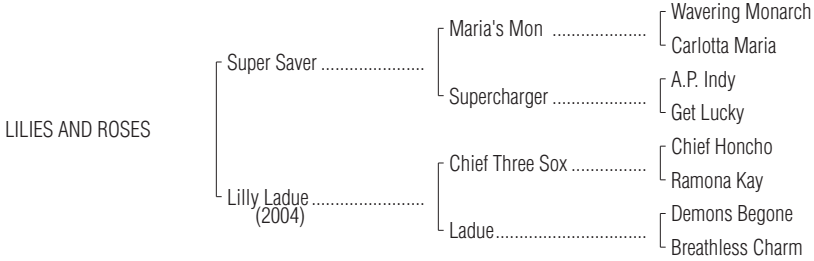 Wavering Monarch
Maria's Mon ....................
Carlotta Maria
Super Saver ......................
A.P. Indy
Supercharger ....................
Get Lucky
LILIES AND ROSES
Chief Honcho
Chief Three Sox ................
Ramona Kay
Lilly Ladue ........................
(2004)
Demons Begone
Ladue................................
Breathless Charm